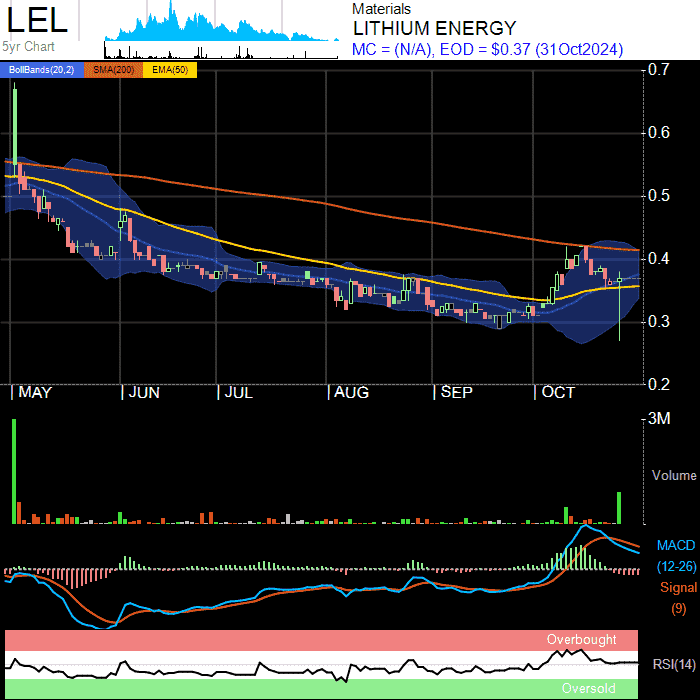 LEL
5yr Chart
Materials
LITHIUM ENERGY
MC = (N/A), EOD = $0.37 (31Oct2024)
BollBands(20,2) SMA(200) EMA(50)
0.7
0.6
0.5
0.4
0.3
0.2
MAY JUN JUL AUG SEP OCT
3M
Volume
MACD
(12-26)
Signal
(9)
Overbought
RSI(14)
Oversold